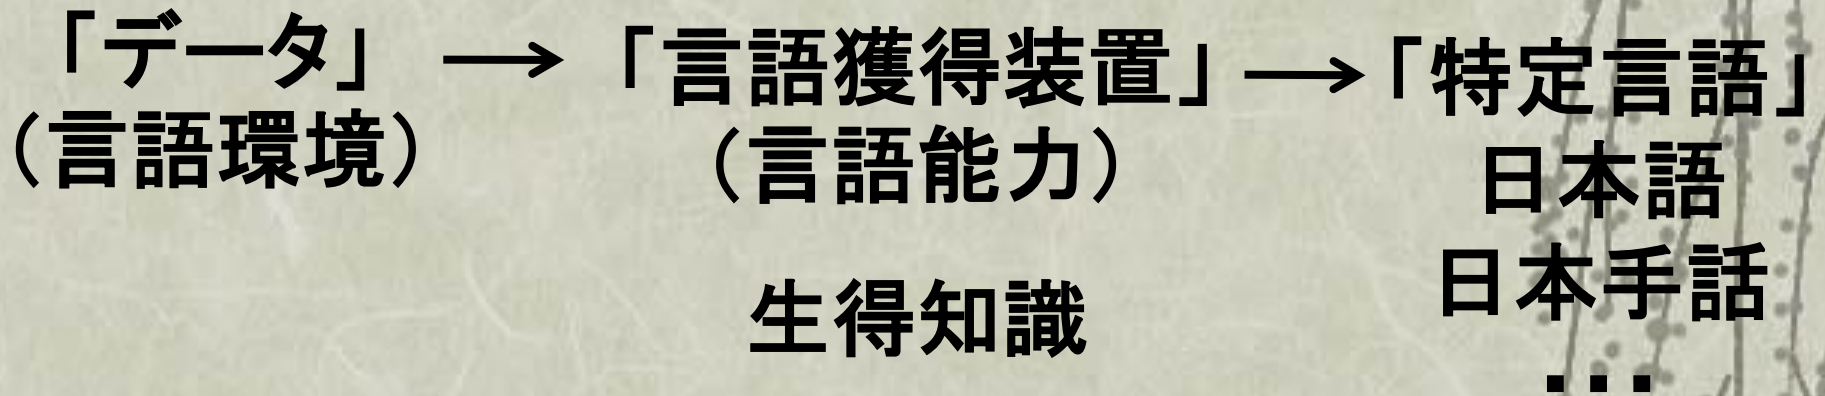 「データ」 → 「言語獲得装置」 → 「特定言語」
（言語環境） （言語能力） 日本語
日本手話
生得知識
...